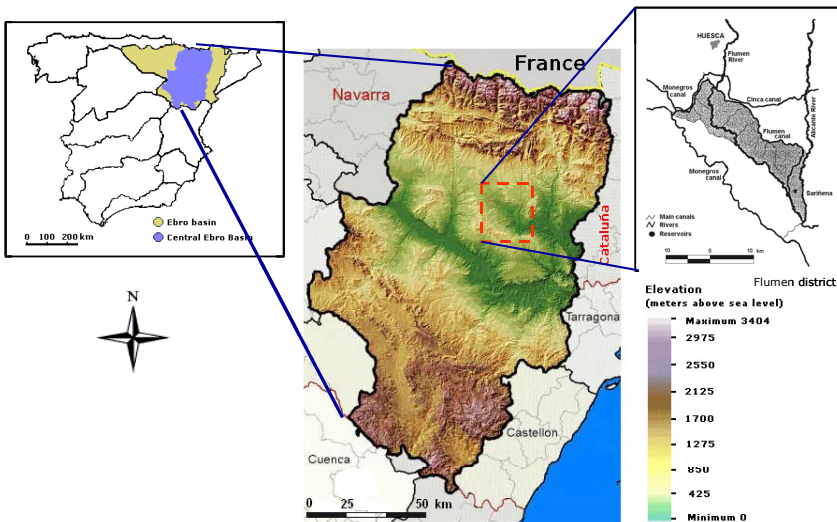 Ebro basin
Central Ebro Basin
0 100 200 km
N
France
Navarra
Cataluña
Tarragona
Castellon
Cuenca
0 25 50 km
HUESCA
Flumen
River
Monegros
canal
Cinca canal
Alicante River
Flumen
canal
Monegros
canal
Sariñena
Main canals
Rivers
Reservoirs
10 0 10 km
Flumen district
Elevation
(meters above sea level)
Maximum 3404
2975
2550
2125
1700
1275
850
425
Minimum 0